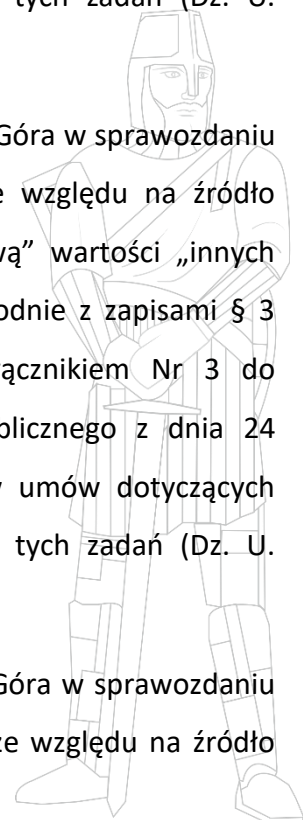 tych zadań (Dz. U.
Góra w sprawozdaniu
względu na źródło
wą” wartości „innych
odnie z zapisami § 3
ącznikiem Nr 3 do
blicznego z dnia 24
umów dotyczących
tych zadań (Dz. U.
Góra w sprawozdaniu
ze względu na źródło